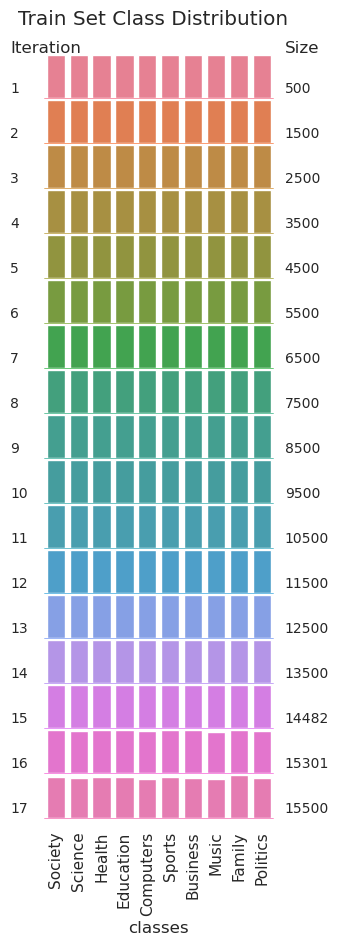 Train Set Class Distribution
Iteration Size
1 500
2 1500
3 2500
4 3500
5 4500
6 5500
7 6500
8 7500
9 8500
10 9500
11 10500
12 11500
13 12500
14 13500
15 14482
16 15301
17 15500
Society
Science
Health
Education
Computers
Sports
Business
Music
Family
Politics
classes